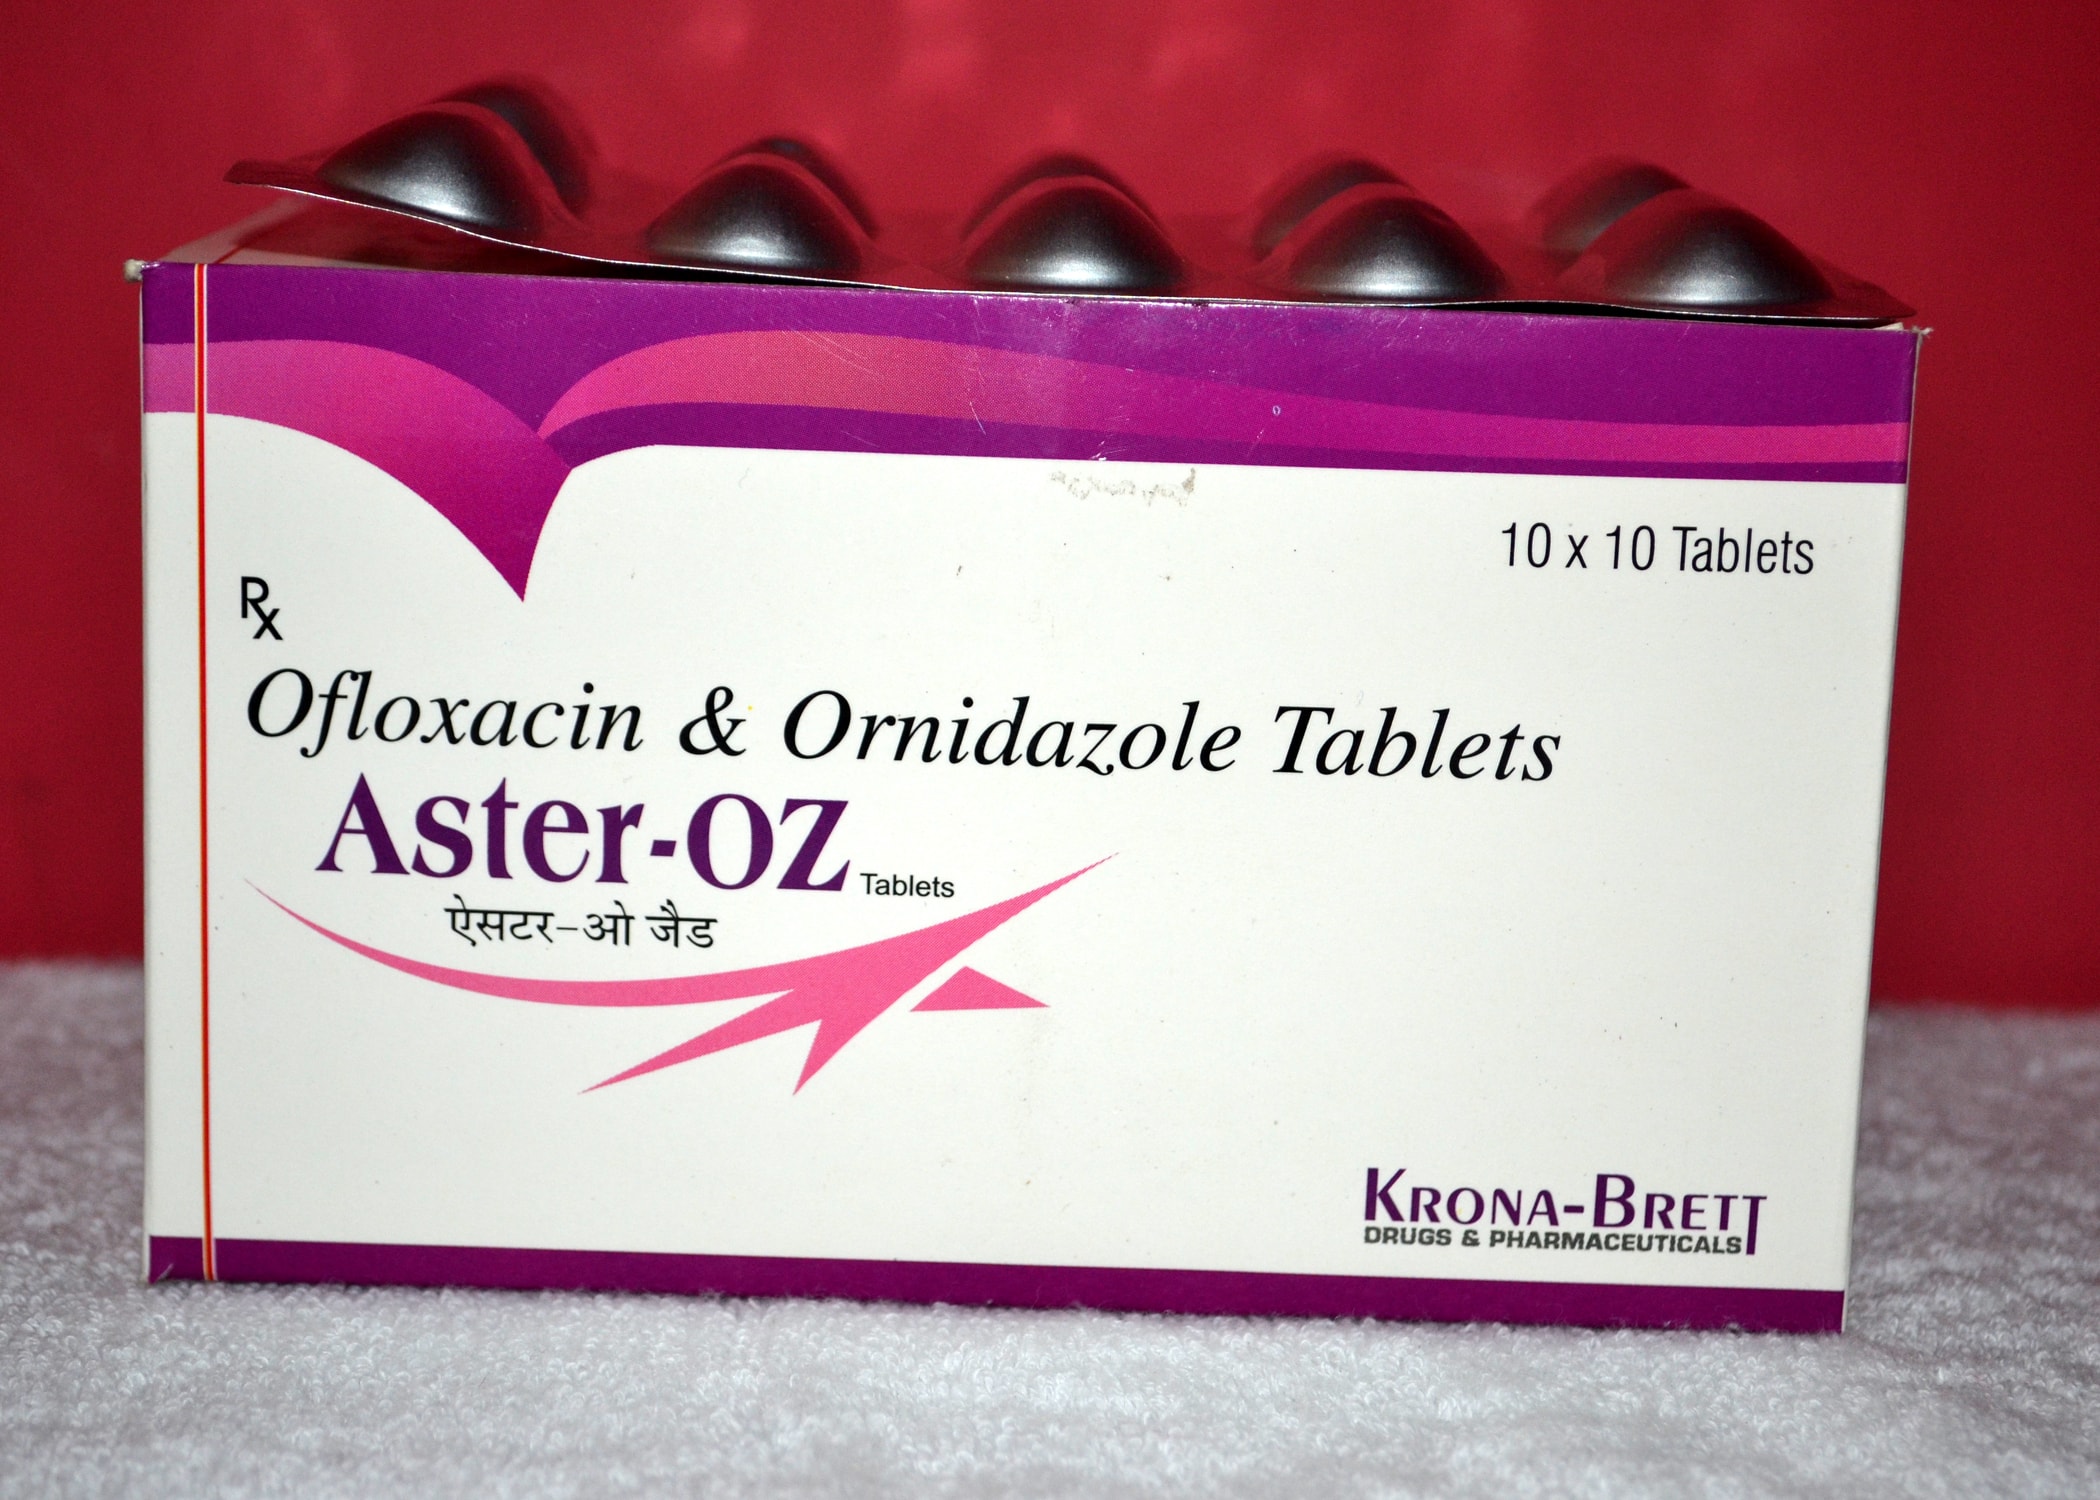 10 x 10 Tablets
Rx
Ofloxacin & Ornidazole Tablets
Aster-OZ Tablets
ऐसटर-ओ जैड
KRONA-BRETT
DRUGS & PHARMACEUTICALS